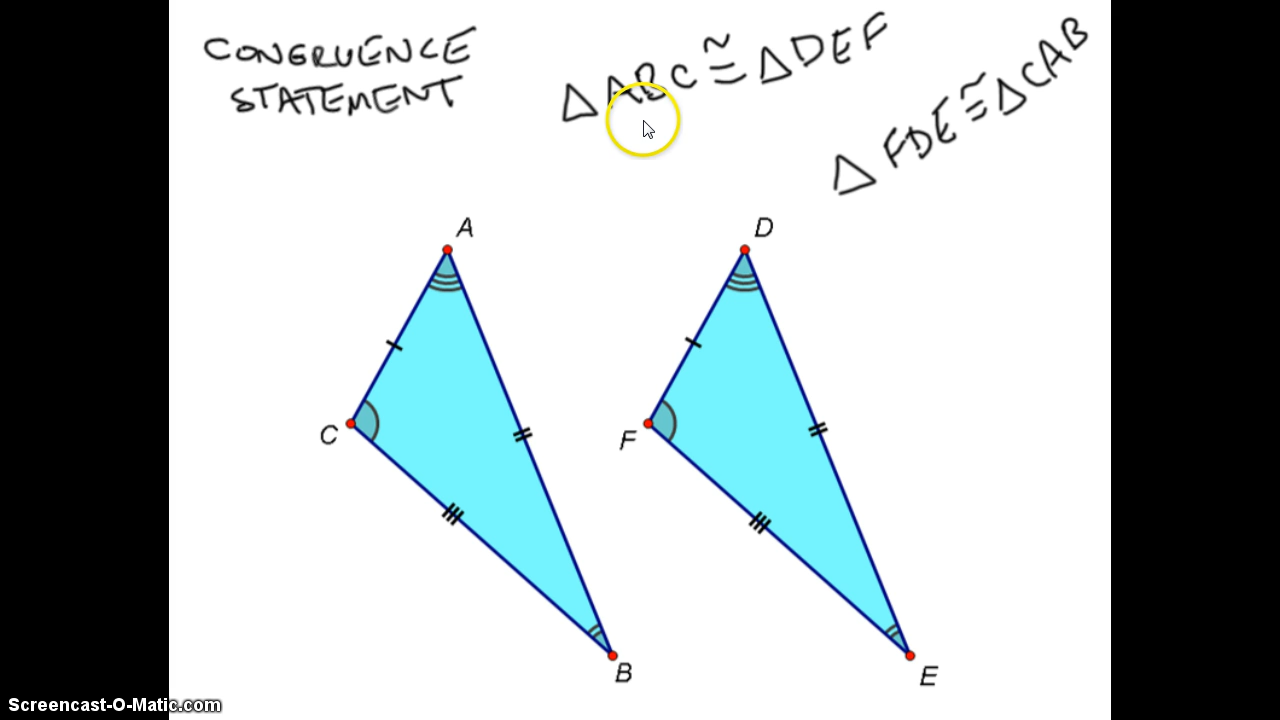 CONGRUENCE
STATEMENT
△ABC ≅ △DEF
△FDE ≅ △CAB
A
D
C
F
B
E
Screencast-O-Matic.com